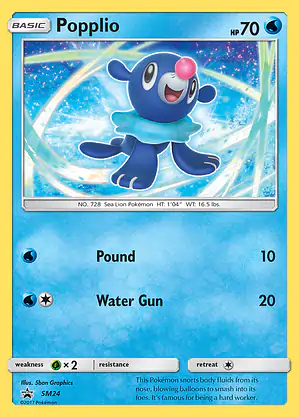 BASIC Popplio HP 70
NO. 728 Sea Lion Pokémon HT: 1'04" WT: 16.5 lbs.
Pound 10
Water Gun 20
weakness ×2 resistance retreat
Illus. 5ban Graphics
SM24
©2017 Pokémon
This Pokémon snorts body fluids from its
nose, blowing balloons to smash into its
foes. It's famous for being a hard worker.